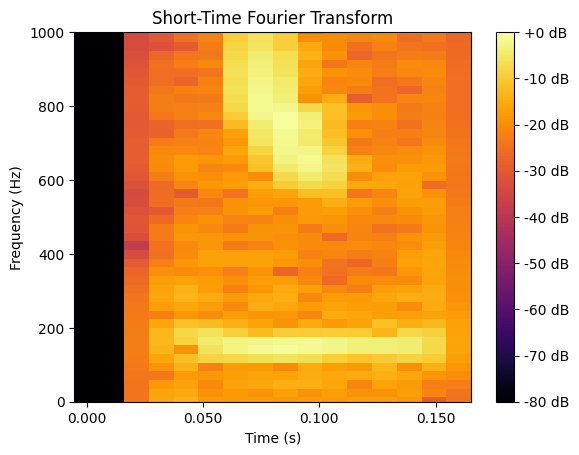 Short-Time Fourier Transform
Frequency (Hz)
1000
800
600
400
200
0
0.000 0.050 0.100 0.150
Time (s)
+0 dB
-10 dB
-20 dB
-30 dB
-40 dB
-50 dB
-60 dB
-70 dB
-80 dB